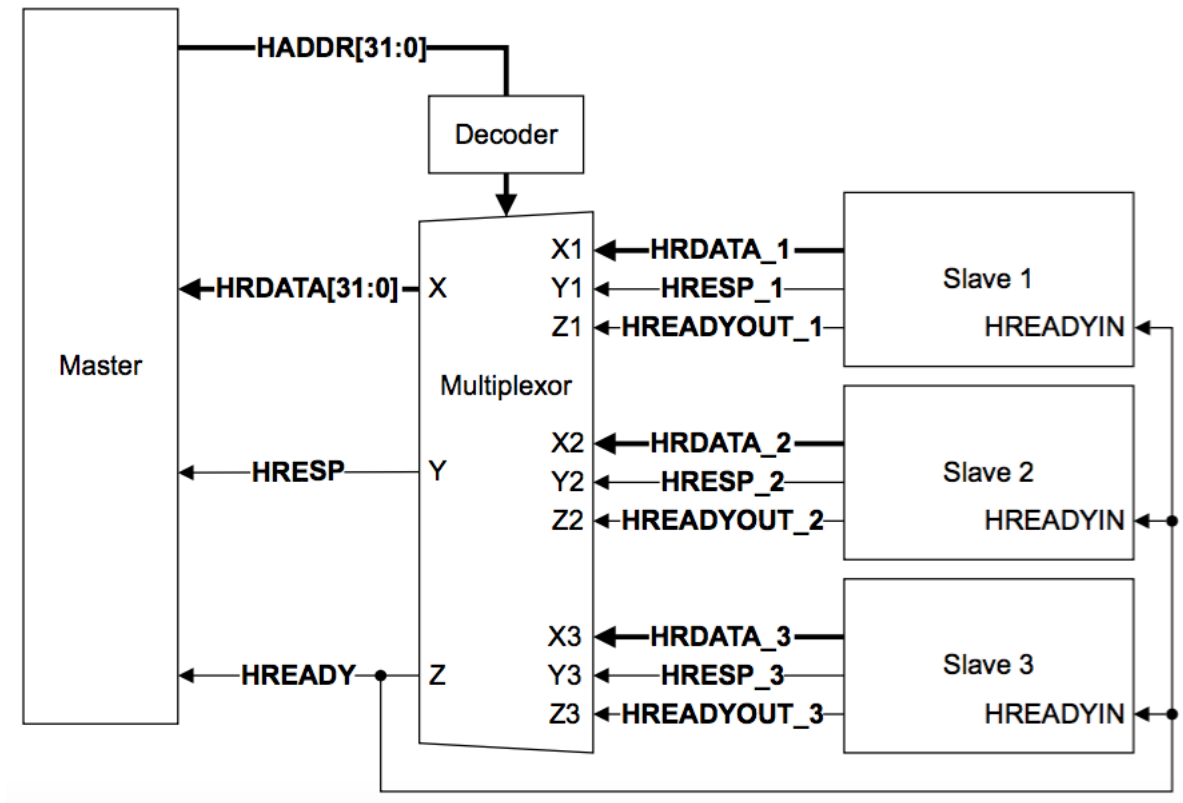 HADDR[31:0]
Decoder
Master
HRDATA[31:0]
HRESP
HREADY
X
Y
Z
Multiplexor
X1
Y1
Z1
X2
Y2
Z2
X3
Y3
Z3
HRDATA_1
HRESP_1
HREADYOUT_1
HRDATA_2
HRESP_2
HREADYOUT_2
HRDATA_3
HRESP_3
HREADYOUT_3
Slave 1
HREADYIN
Slave 2
HREADYIN
Slave 3
HREADYIN